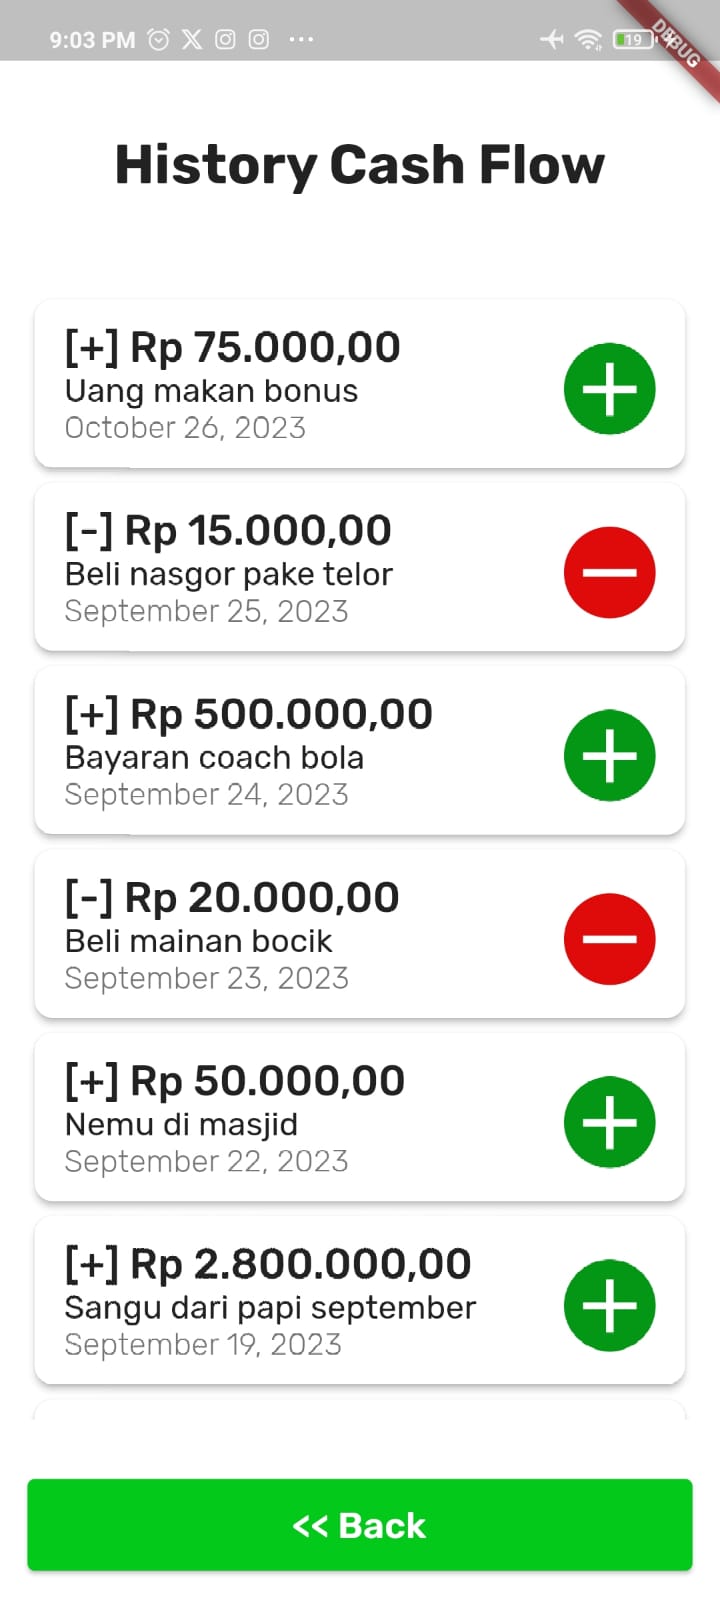 9:03 PM
19
DEBUG
History Cash Flow
[+] Rp 75.000,00
Uang makan bonus
October 26, 2023
[-] Rp 15.000,00
Beli nasgor pake telor
September 25, 2023
[+] Rp 500.000,00
Bayaran coach bola
September 24, 2023
[-] Rp 20.000,00
Beli mainan bocik
September 23, 2023
[+] Rp 50.000,00
Nemu di masjid
September 22, 2023
[+] Rp 2.800.000,00
Sangu dari papi september
September 19, 2023
<< Back